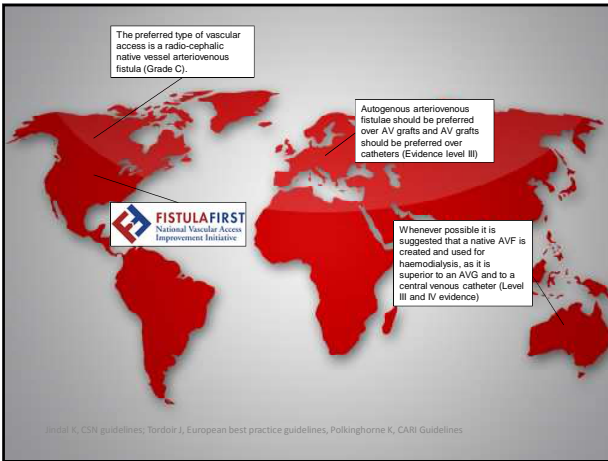 The preferred type of vascular
access is a radio-cephalic
native vessel arteriovenous
fistula (Grade C).
Autogenous arteriovenous
fistulae should be preferred
over AV grafts and AV grafts
should be preferred over
catheters (Evidence level III)
FISTULAFIRST
National Vascular Access
Improvement Initiative
Whenever possible it is
suggested that a native AVF is
created and used for
haemodialysis, as it is
superior to an AVG and to a
central venous catheter (Level
III and IV evidence)
Jindal K, CSN guidelines; Tordoir J, European best practice guidelines, Polkinghorne K, CARI Guidelines